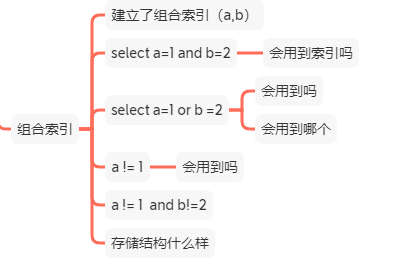 组合索引
建立了组合索引（a,b）
select a=1 and b=2
会用到索引吗
select a=1 or b =2
会用到吗
会用到哪个
a != 1
会用到吗
a != 1 and b!=2
存储结构什么样